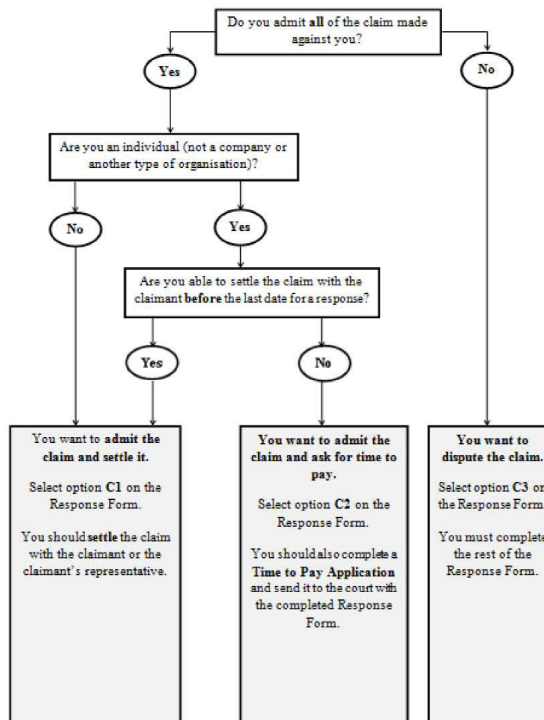 Do you admit all of the claim made
against you?
Yes
No
Are you an individual (not a company or
another type of organisation)?
No
Yes
Are you able to settle the claim with the
claimant before the last date for a response?
Yes
No
You want to admit the
claim and settle it.
Select option C1 on the
Response Form.
You should settle the claim
with the claimant or the
claimant's representative.
You want to admit the
claim and ask for time to
pay.
Select option C2 on the
Response Form.
You should also complete a
Time to Pay Application
and send it to the court with
the completed Response
Form.
You want to
dispute the claim.
Select option C3 on
the Response Form.
You must complete
the rest of the
Response Form.